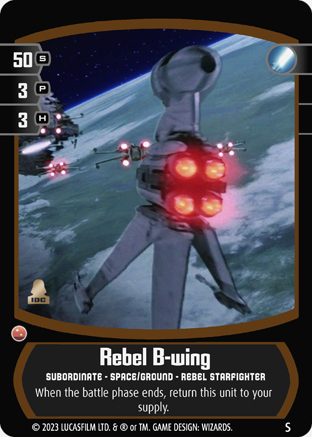 50 S
3 P
3 H
IDC
Rebel B-wing
SUBORDINATE - SPACE/GROUND - REBEL STARFIGHTER
When the battle phase ends, return this unit to your
supply.
© 2023 LUCASFILM LTD. & ® or TM. GAME DESIGN: WIZARDS.
S